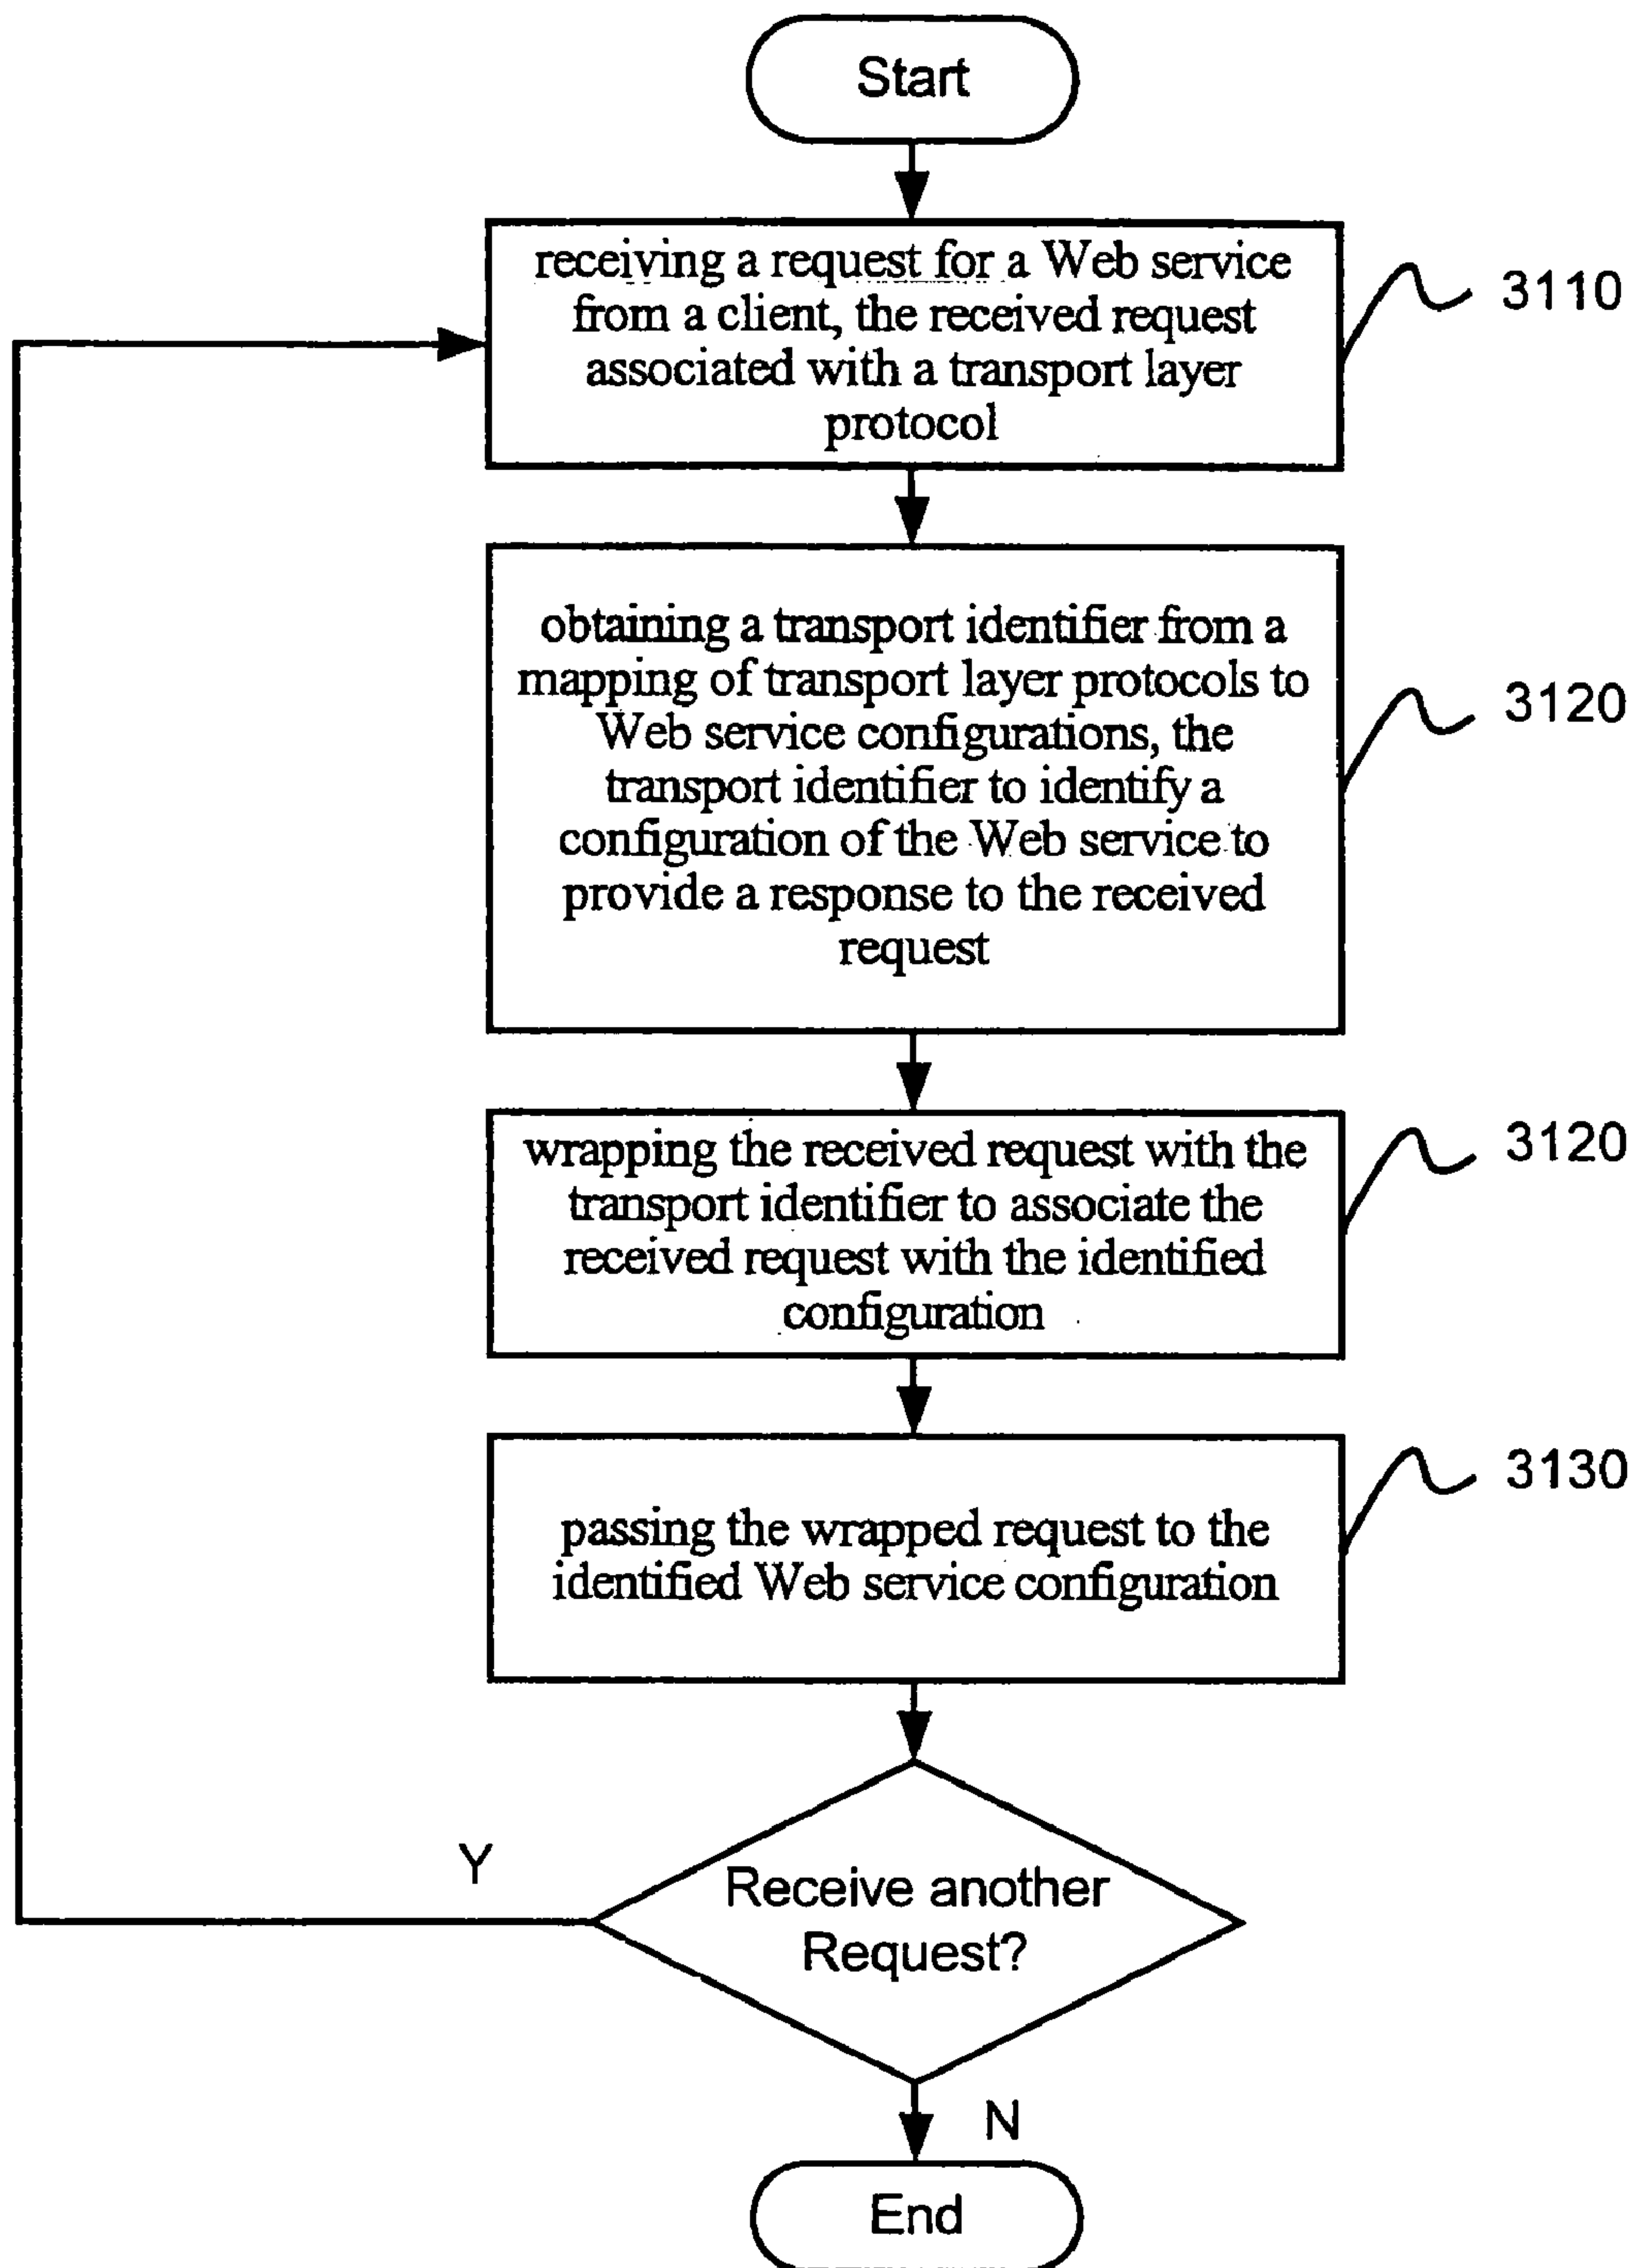 Start
receiving a request for a Web service
from a client, the received request
associated with a transport layer
protocol
3110
obtaining a transport identifier from a
mapping of transport layer protocols to
Web service configurations, the
transport identifier to identify a
configuration of the Web service to
provide a response to the received
request
3120
wrapping the received request with the
transport identifier to associate the
received request with the identified
configuration
3120
passing the wrapped request to the
identified Web service configuration
3130
Y
Receive another
Request?
N
End